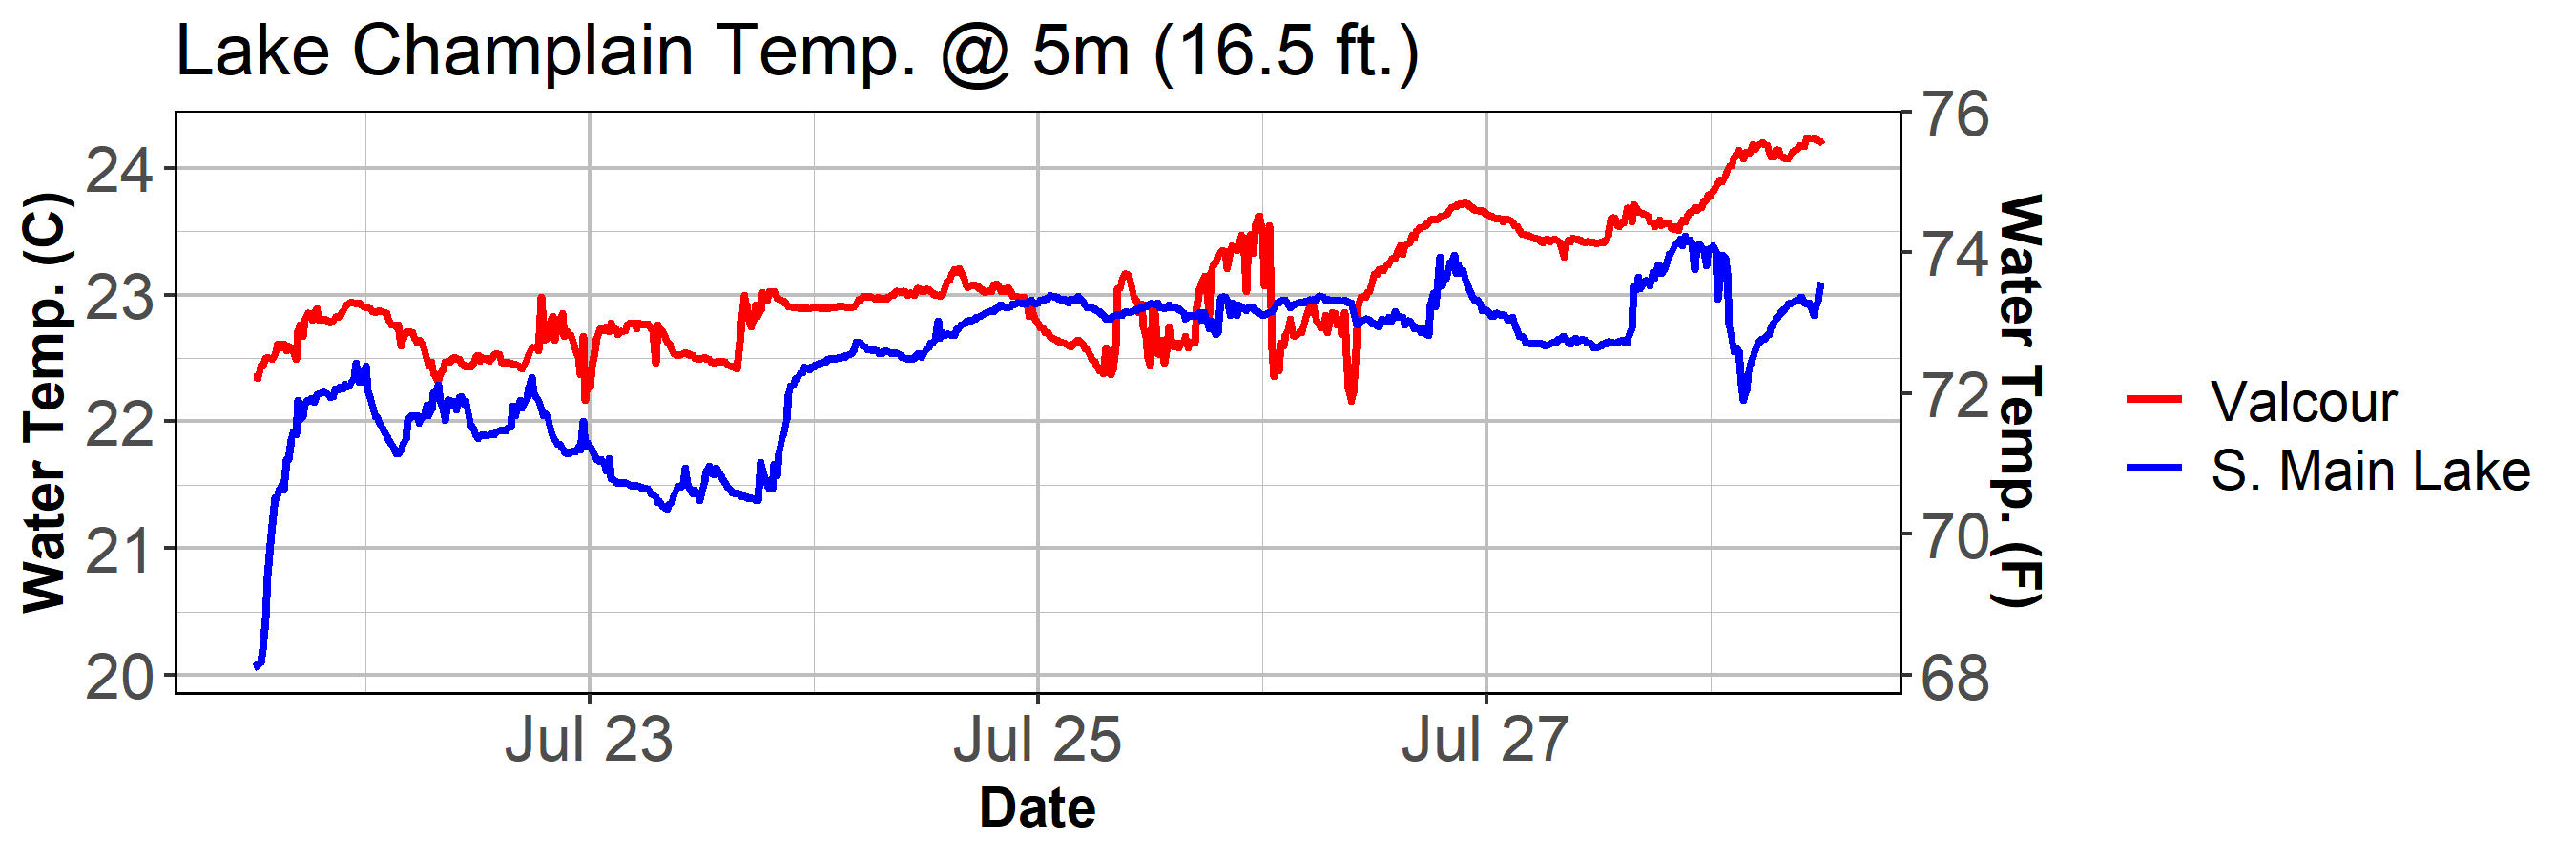 Lake Champlain Temp. @ 5m (16.5 ft.)
Water Temp. (C)
24
23
22
21
20
76
74
72
70
68
Water Temp. (F)
Jul 23
Jul 25
Jul 27
Date
Valcour
S. Main Lake